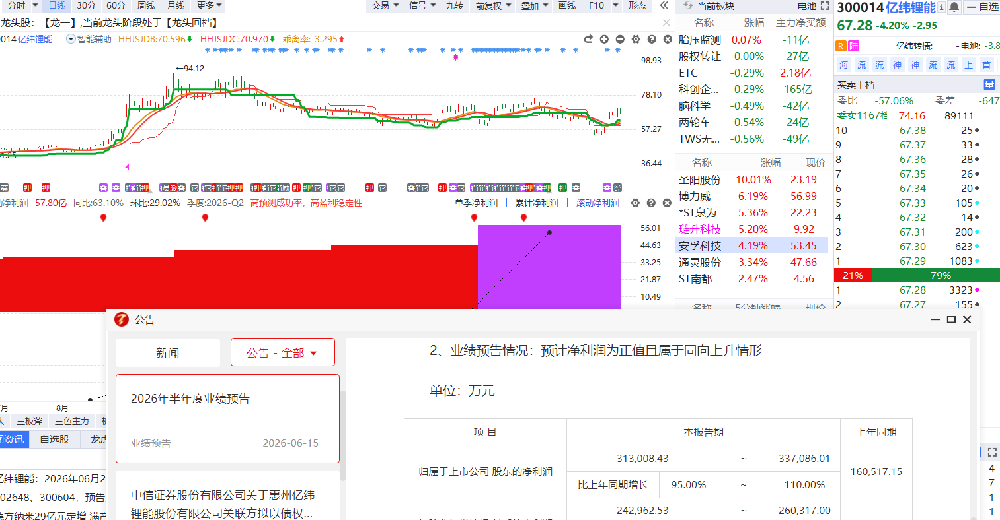 分时
日线
30分
60分
周线
月线
更多
交易
信号
九转
前复权
叠加
画线
F10
形态
龙头股：【龙一】,当前龙头阶段处于【龙头回档】
014 亿纬锂能
智能辅助
HHJSJDB:70.596
HHJSJDC:70.970
乖离率:-3.295
94.12
98.93
78.10
57.27
36.44
净利润 57.80亿 同比:63.10% 环比:29.02% 季度:2026-Q2 高预测成功率，高盈利稳定性
单季净利润
累计净利润
滚动净利润
56.01
44.63
33.25
21.87
10.49
月
8月
三板斧
三色主力
资讯
自选股
龙虎
亿纬锂能：2026年06月2
02648、300604，预告
德方纳米29亿元定增 满产
当前板块
电池
名称 涨幅 主力净买额
胎压监测 0.07% -11亿
股权转让 -0.00% -27亿
ETC -0.29% 2.18亿
科创企... -0.29% -165亿
脑科学 -0.49% -42亿
两轮车 -0.54% -24亿
TWS无... -0.56% -49亿
名称 涨幅 现价
圣阳股份 10.01% 23.19
博力威 6.19% 56.99
*ST泉为 5.36% 22.23
琏升科技 5.20% 9.92
安孚科技 4.19% 53.45
通灵股份 3.34% 47.66
ST南都 2.47% 4.56
名称 5分钟涨幅 现价
300014 亿纬锂能
自选
67.28 -4.20% -2.95
R 陆 亿纬转债: - 电池: -3.8
海 流 流 神 神 流 流 上 首
买卖十档
委比 -57.06% 委差 -647
委卖1167档 74.16 89111
10 67.38 25
9 67.37 33
8 67.36 28
7 67.35 26
6 67.34 20
5 67.33 105
4 67.32 14
3 67.31 200
2 67.30 623
1 67.29 1083
21% 79%
1 67.28 3323
2 67.27 155
4
7
1
1
公告
新闻
公告 - 全部
2026年半年度业绩预告
业绩预告 2026-06-15
中信证券股份有限公司关于惠州亿纬
锂能股份有限公司关联方拟以债权...
2、业绩预告情况：预计净利润为正值且属于同向上升情形
单位：万元
项 目 本报告期 上年同期
归属于上市公司 股东的净利润
313,008.43 ~ 337,086.01
160,517.15
比上年同期增长 95.00% ~ 110.00%
242,962.53 ~ 260,317.00